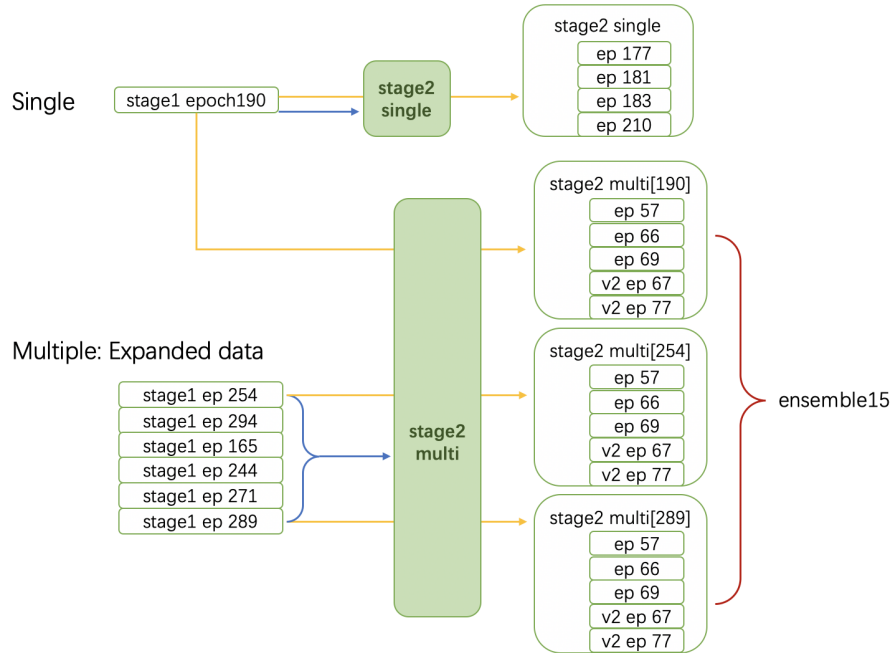 stage2 single
ep 177
ep 181
ep 183
ep 210
Single
stage1 epoch190
stage2
single
stage2 multi[190]
ep 57
ep 66
ep 69
v2 ep 67
v2 ep 77
Multiple: Expanded data
stage1 ep 254
stage1 ep 294
stage1 ep 165
stage1 ep 244
stage1 ep 271
stage1 ep 289
stage2
multi
stage2 multi[254]
ep 57
ep 66
ep 69
v2 ep 67
v2 ep 77
ensemble15
stage2 multi[289]
ep 57
ep 66
ep 69
v2 ep 67
v2 ep 77